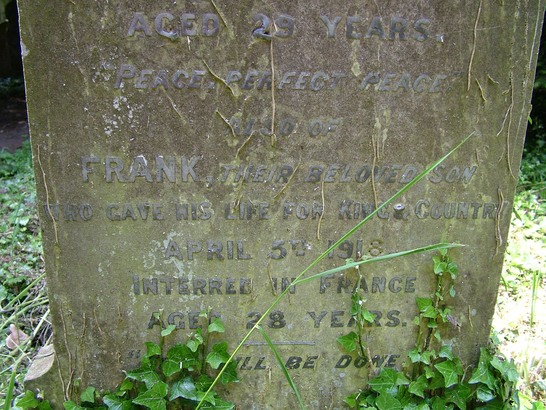 AGED 29 YEARS.
PEACE, PERFECT PEACE
ALSO OF
FRANK, THEIR BELOVED SON
WHO GAVE HIS LIFE FOR KING & COUNTRY
APRIL 5TH 1918
INTERRED IN FRANCE
AGED 28 YEARS.
WILL BE DONE.